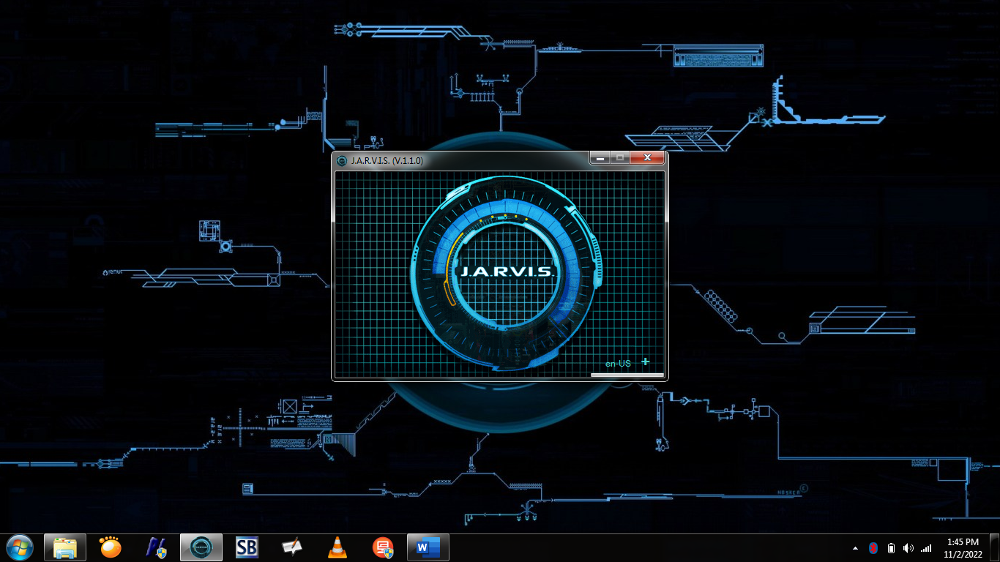 J.A.R.V.I.S. (V.1.1.0)
J.A.R.V.I.S.
en-US
SB
W
1:45 PM
11/2/2022